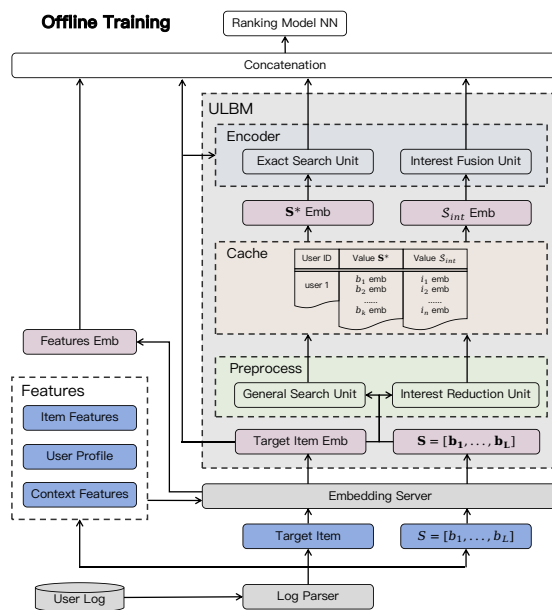 Offline Training
Ranking Model NN
Concatenation
ULBM
Encoder
Exact Search Unit
Interest Fusion Unit
S* Emb
S_int Emb
Cache
User ID Value S* Value S_int
user 1
b_1 emb i_1 emb
b_2 emb i_2 emb
...... ......
b_k emb i_n emb
Features Emb
Preprocess
General Search Unit
Interest Reduction Unit
Features
Item Features
User Profile
Context Features
Target Item Emb
S = [b_1, . . . , b_L]
Embedding Server
Target Item
S = [b_1, . . . , b_L]
User Log
Log Parser